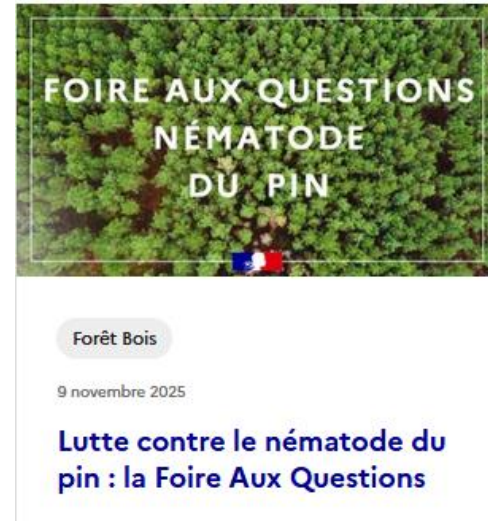 FOIRE AUX QUESTIONS
NÉMATODE
DU PIN
Forêt Bois
9 novembre 2025
Lutte contre le nématode du
pin : la Foire Aux Questions